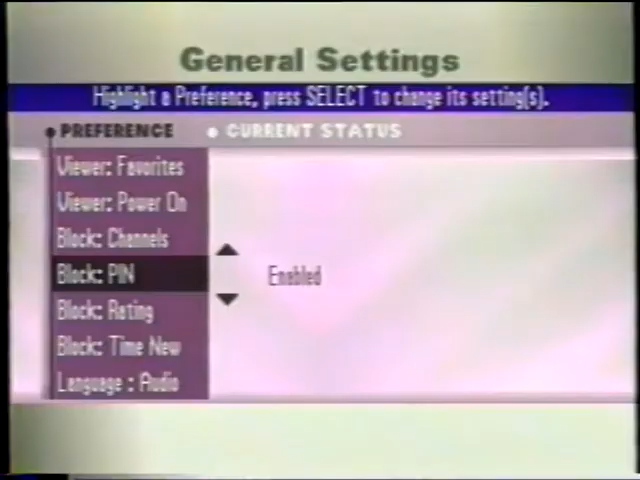 General Settings
Highlight a Preference, press SELECT to change its setting(s).
PREFERENCE
CURRENT STATUS
Viewer: Favorites
Viewer: Power On
Block: Channels
Block: PIN
Enabled
Block: Rating
Block: Time New
Language : Audio